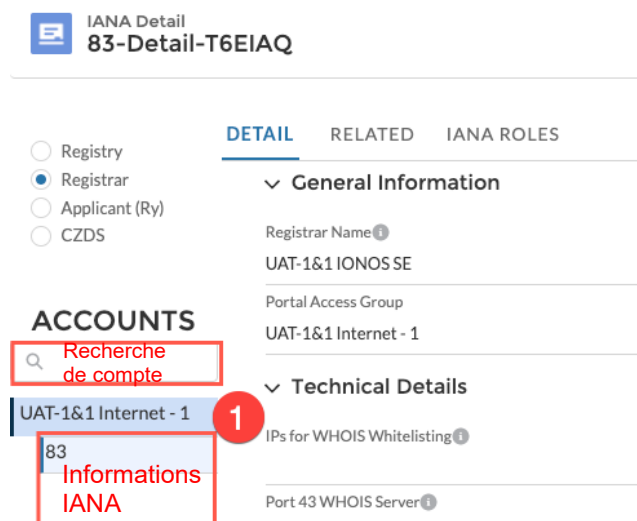 IANA Detail
83-Detail-T6EIAQ
DETAIL RELATED IANA ROLES
Registry
Registrar
Applicant (Ry)
CZDS
General Information
Registrar Name
UAT-1&1 IONOS SE
Portal Access Group
UAT-1&1 Internet - 1
ACCOUNTS
Recherche
de compte
UAT-1&1 Internet - 1
1
83
Informations
IANA
Technical Details
IPs for WHOIS Whitelisting
Port 43 WHOIS Server